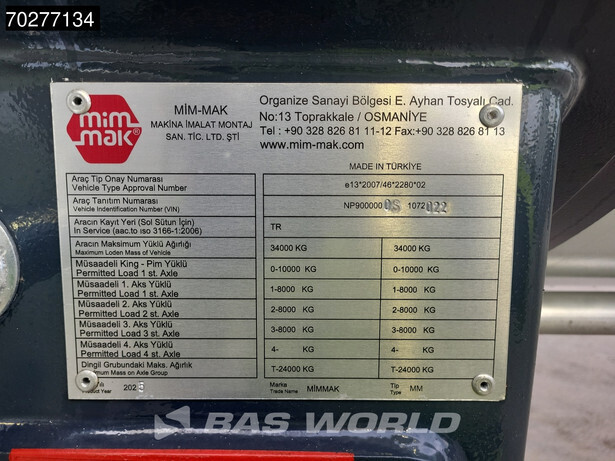 70277134
mim
mak
®
MİM-MAK
MAKİNA İMALAT MONTAJ
SAN. TİC. LTD. ŞTİ
Organize Sanayi Bölgesi E. Ayhan Tosyalı Cad.
No:13 Toprakkale / OSMANİYE
Tel : +90 328 826 81 11-12 Fax:+90 328 826 81 13
www.mim-mak.com
MADE IN TÜRKİYE
Araç Tip Onay Numarası
Vehicle Type Approval Number
e13*2007/46*2280*02
Araç Tanıtım Numarası
Vehicle Indentification Number (VIN)
NP900000 1072022
Aracın Kayıt Yeri (Sol Sütun İçin)
In Service (aac.to ıso 3166-1:2006)
TR
Aracın Maksimum Yüklü Ağırlığı
Maximum Loden Mass of Vehicle
34000 KG 34000 KG
Müsaadeli King - Pim Yüklü
Permitted Load 1 st. Axle
0-10000 KG 0-10000 KG
Müsaadeli 1. Aks Yüklü
Permitted Load 1 st. Axle
1-8000 KG 1-8000 KG
Müsaadeli 2. Aks Yüklü
Permitted Load 2 st. Axle
2-8000 KG 2-8000 KG
Müsaadeli 3. Aks Yüklü
Permitted Load 3 st. Axle
3-8000 KG 3-8000 KG
Müsaadeli 4. Aks Yüklü
Permitted Load 4 st. Axle
4- KG 4- KG
Dingil Grubundaki Maks. Ağırlık
Maximum Mass on Axle Group
T-24000 KG T-24000 KG
Product Year
Marka
Trade Name MİMMAK
Tip
Type MM
BAS WORLD